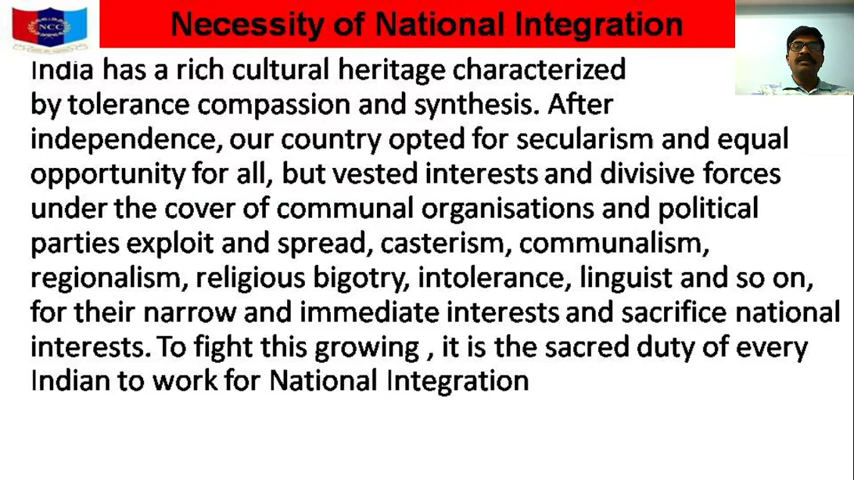 Necessity of National Integration
NCC
India has a rich cultural heritage characterized
by tolerance compassion and synthesis. After
independence, our country opted for secularism and equal
opportunity for all, but vested interests and divisive forces
under the cover of communal organisations and political
parties exploit and spread, casterism, communalism,
regionalism, religious bigotry, intolerance, linguist and so on,
for their narrow and immediate interests and sacrifice national
interests. To fight this growing , it is the sacred duty of every
Indian to work for National Integration